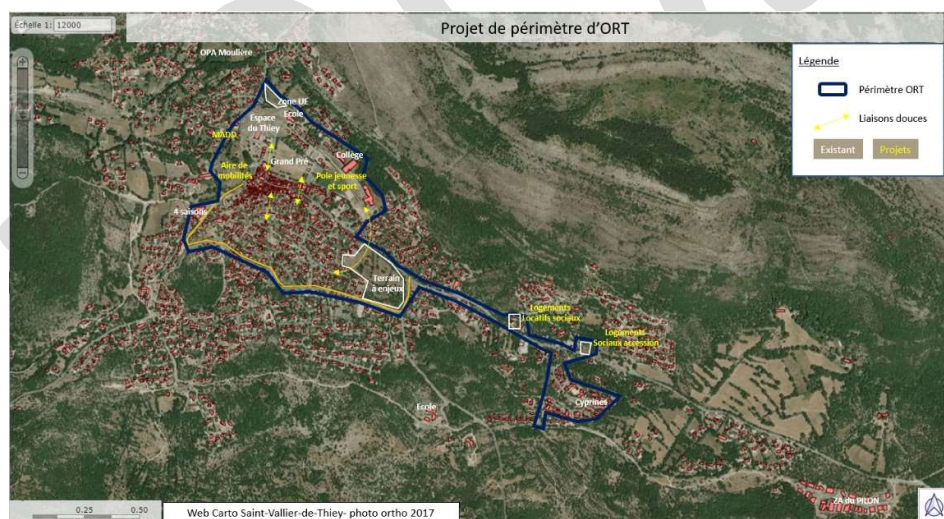 Échelle 1: 12000
Projet de périmètre d'ORT
Légende
Périmètre ORT
Liaisons douces
Existant
Projets
OPA Moulière
Zone UE
Ecole
Espace
du Thiey
MADD
Grand Pré
Collège
Aire de
mobilités
Pole jeunesse
et sport
4 saisons
Terrain
à enjeux
Logements
Locatifs sociaux
Logements
Sociaux accession
Cyprines
Ecole
ZA du PILON
0.25
0.50
Web Carto Saint-Vallier-de-Thiey- photo ortho 2017